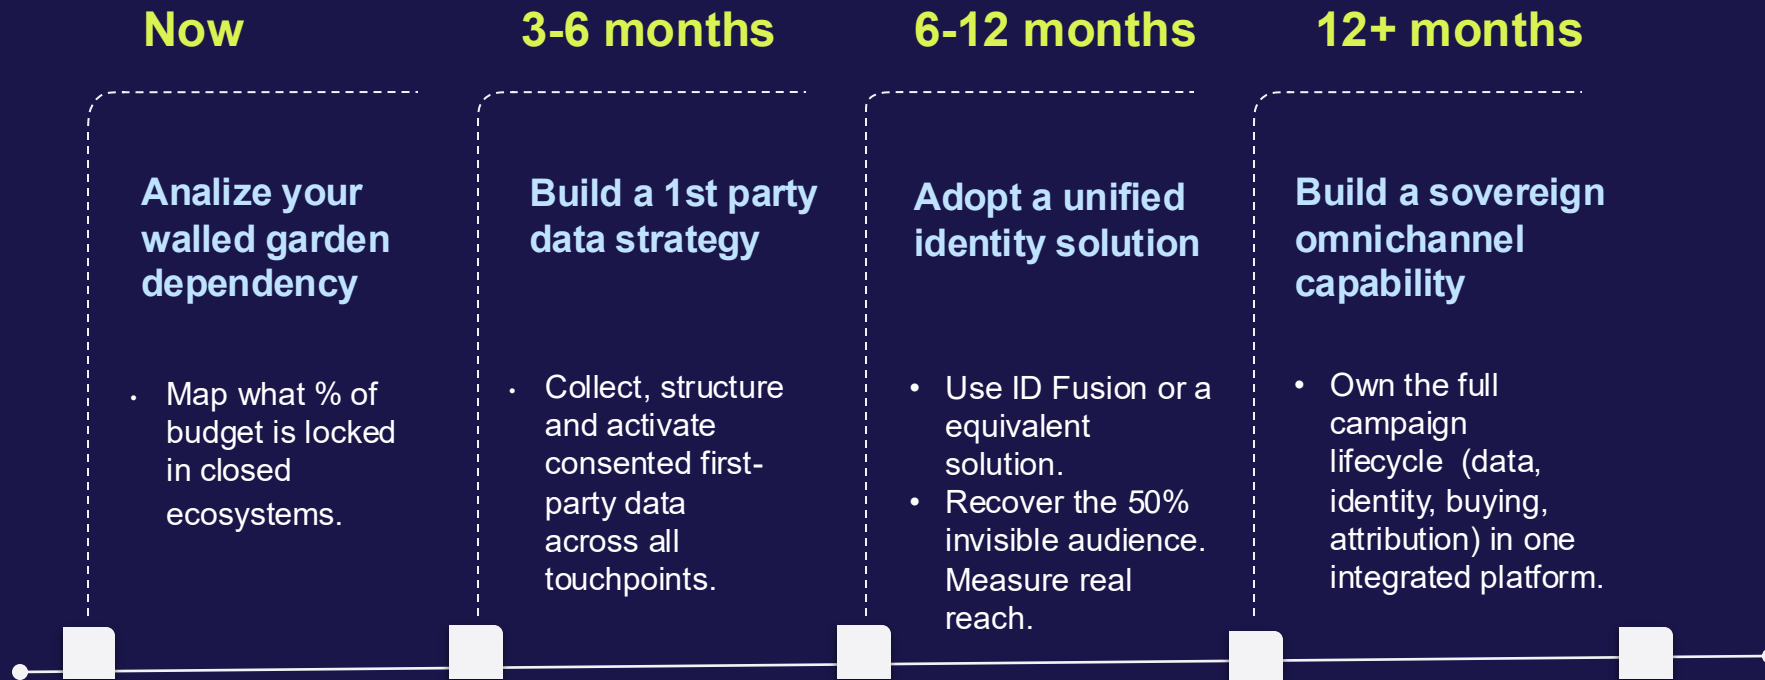 Now
3-6 months
6-12 months
12+ months
Analize your
walled garden
dependency
• Map what % of
budget is locked
in closed
ecosystems.
Build a 1st party
data strategy
• Collect, structure
and activate
consented first-
party data
across all
touchpoints.
Adopt a unified
identity solution
• Use ID Fusion or a
equivalent
solution.
• Recover the 50%
invisible audience.
Measure real
reach.
Build a sovereign
omnichannel
capability
• Own the full
campaign
lifecycle (data,
identity, buying,
attribution) in one
integrated platform.